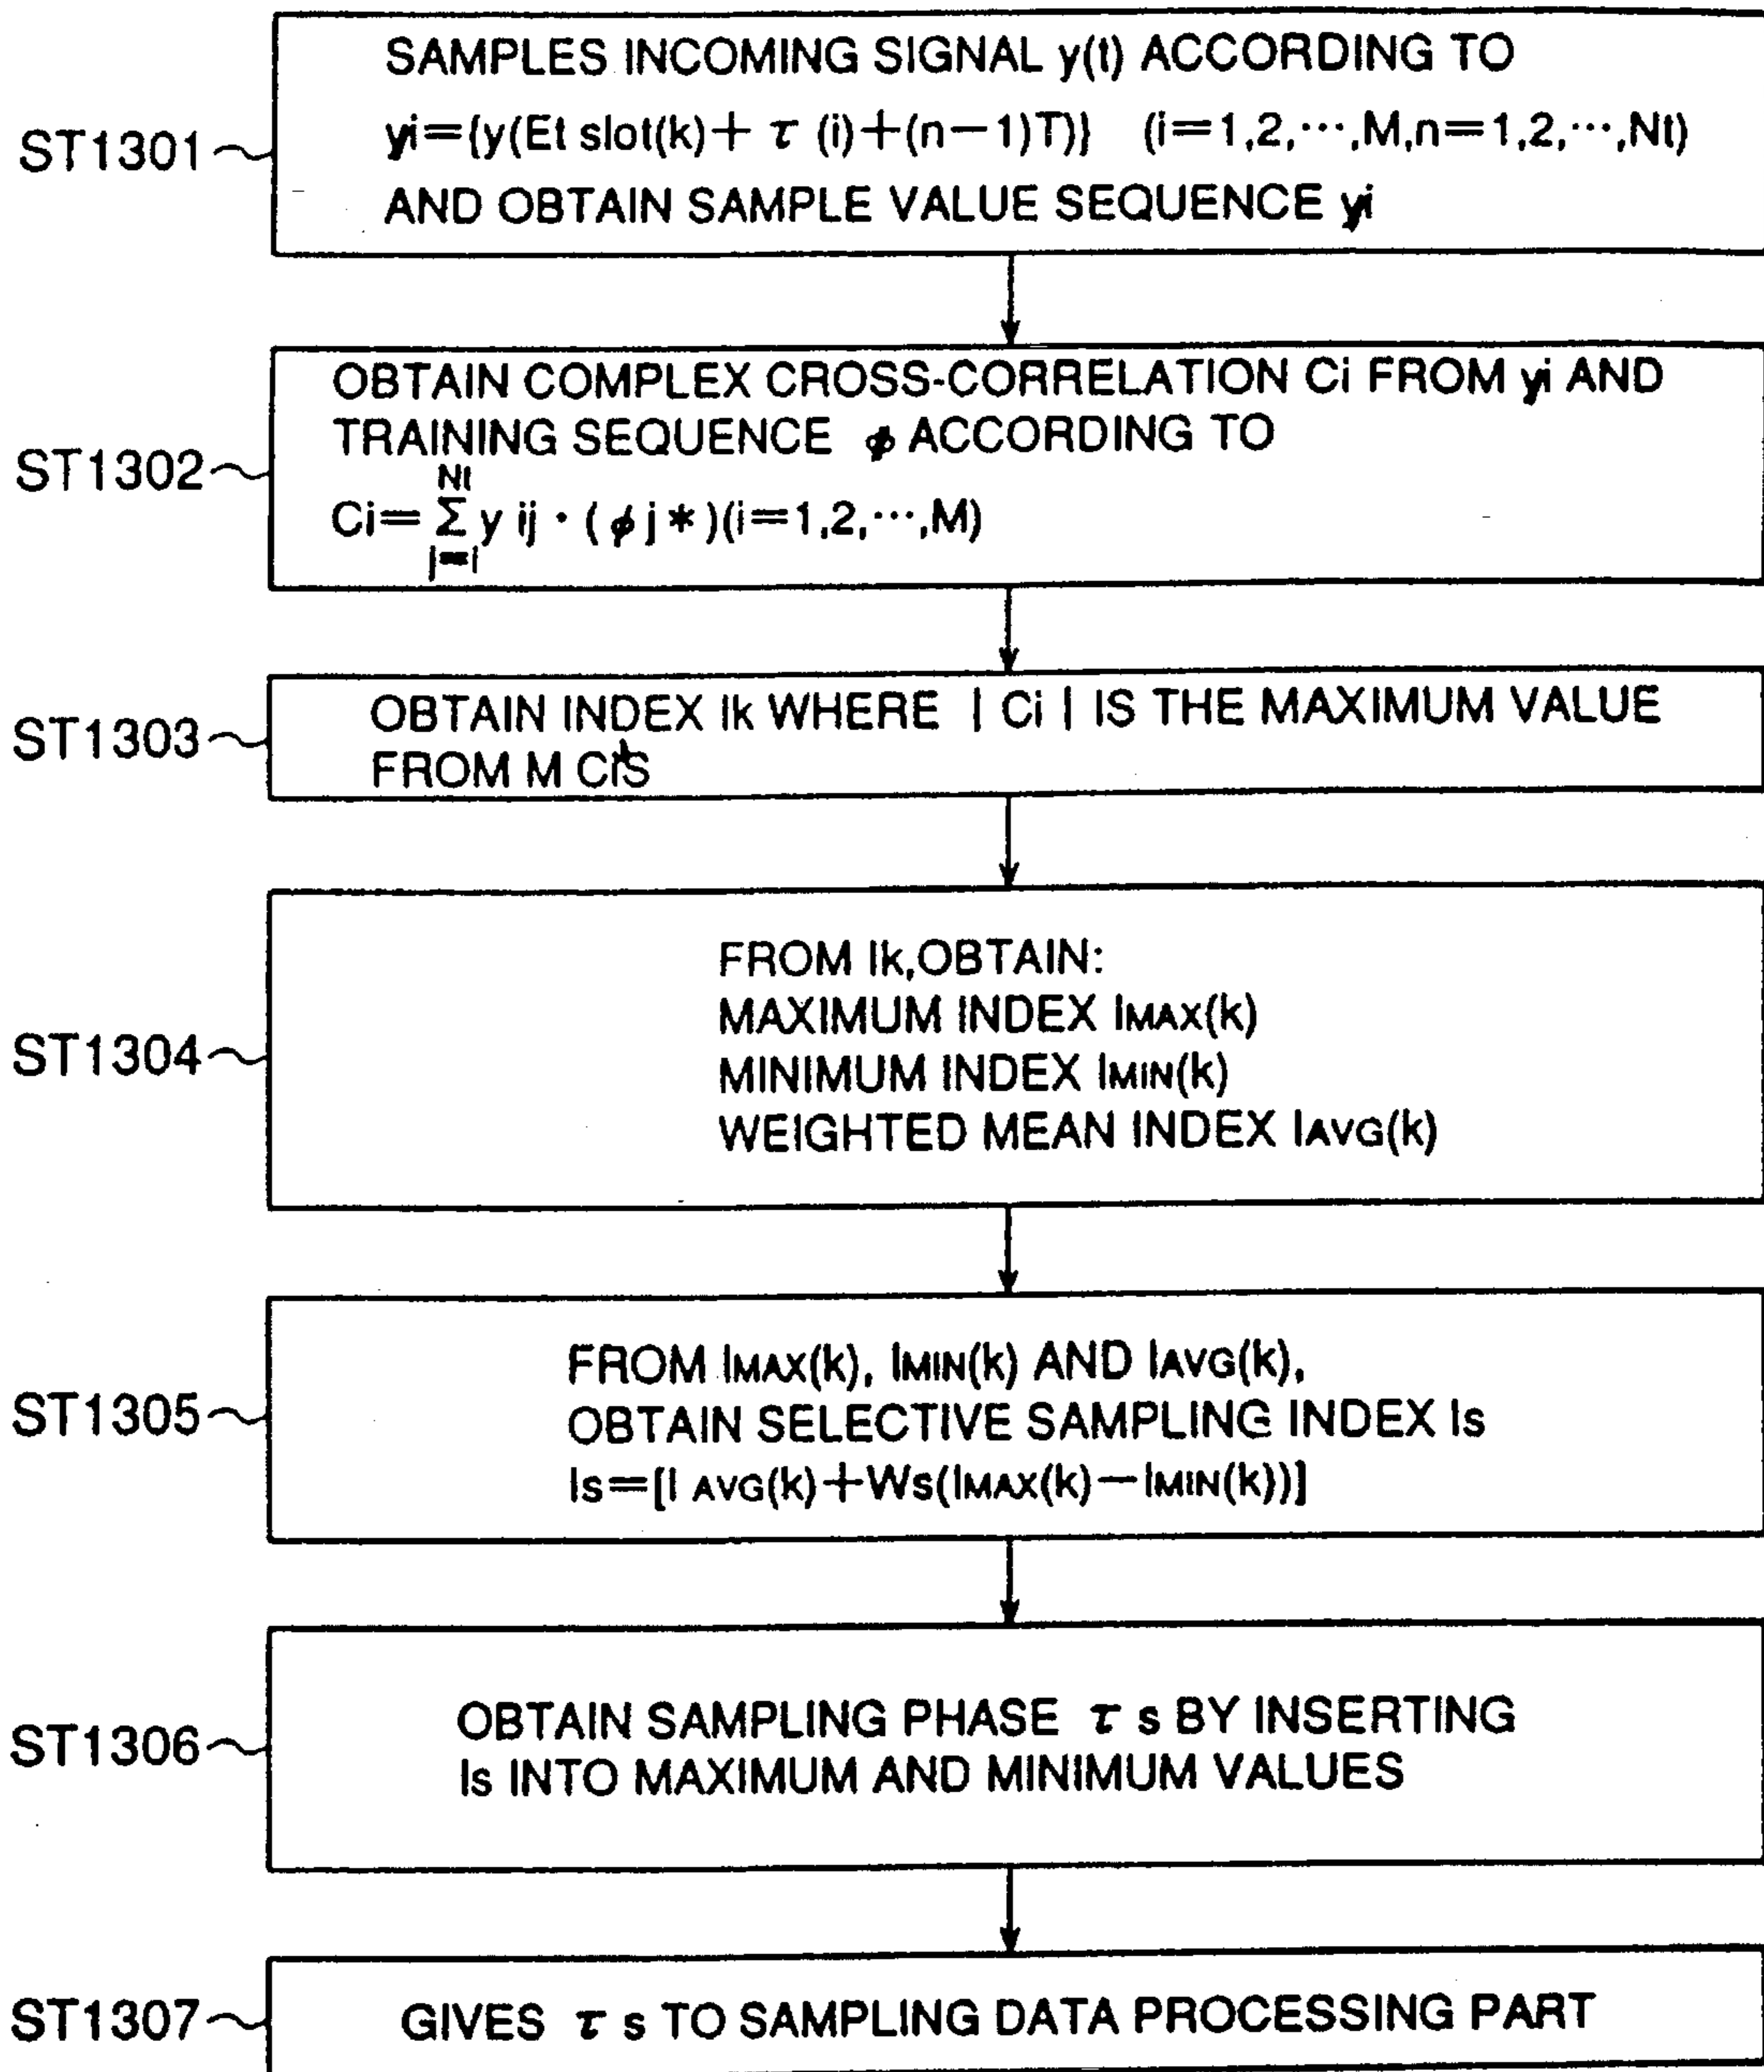 ST1301
SAMPLES INCOMING SIGNAL y(t) ACCORDING TO
yi={y(Et slot(k)+ τ (i)+(n−1)T)} (i=1,2,⋯,M,n=1,2,⋯,Nt)
AND OBTAIN SAMPLE VALUE SEQUENCE yi
ST1302
OBTAIN COMPLEX CROSS-CORRELATION Ci FROM yi AND
TRAINING SEQUENCE ϕ ACCORDING TO
Nt
Ci= Σ y ij · ( ϕ j * )(i=1,2,⋯,M)
j=i
ST1303
OBTAIN INDEX Ik WHERE | Ci | IS THE MAXIMUM VALUE
FROM M Ci's
ST1304
FROM Ik,OBTAIN:
MAXIMUM INDEX IMAX(k)
MINIMUM INDEX IMIN(k)
WEIGHTED MEAN INDEX IAVG(k)
ST1305
FROM IMAX(k), IMIN(k) AND IAVG(k),
OBTAIN SELECTIVE SAMPLING INDEX Is
Is=[I AVG(k)+Ws(IMAX(k)−IMIN(k))]
ST1306
OBTAIN SAMPLING PHASE τ s BY INSERTING
Is INTO MAXIMUM AND MINIMUM VALUES
ST1307
GIVES τ s TO SAMPLING DATA PROCESSING PART